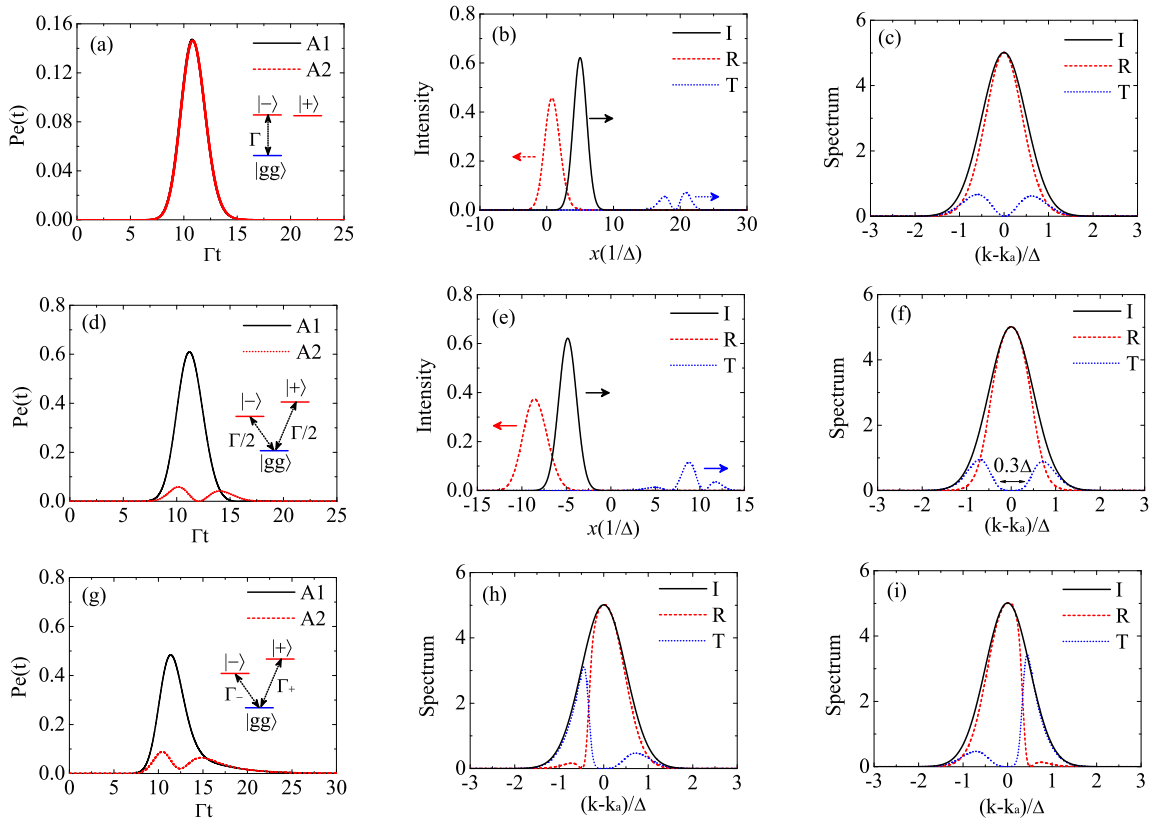 (a)
A1
A2
|−⟩ |+⟩
Γ
|gg⟩
Pe(t)
0.16
0.12
0.08
0.04
0.00
0 5 10 15 20 25
Γt
(b)
I
R
T
Intensity
0.8
0.6
0.4
0.2
0.0
-10 0 10 20 30
x(1/Δ)
(c)
I
R
T
Spectrum
6
4
2
0
-3 -2 -1 0 1 2 3
(k-ka)/Δ
(d)
A1
A2
|−⟩ |+⟩
Γ/2 Γ/2
|gg⟩
Pe(t)
0.8
0.6
0.4
0.2
0.0
0 5 10 15 20 25
Γt
(e)
I
R
T
Intensity
0.8
0.6
0.4
0.2
0.0
-15 -10 -5 0 5 10 15
x(1/Δ)
(f)
I
R
T
0.3Δ
Spectrum
6
4
2
0
-3 -2 -1 0 1 2 3
(k-ka)/Δ
(g)
A1
A2
|−⟩ |+⟩
Γ− Γ+
|gg⟩
Pe(t)
0.8
0.6
0.4
0.2
0.0
0 5 10 15 20 25 30
Γt
(h)
I
R
T
Spectrum
6
4
2
0
-3 -2 -1 0 1 2 3
(k-ka)/Δ
(i)
I
R
T
Spectrum
6
4
2
0
-3 -2 -1 0 1 2 3
(k-ka)/Δ